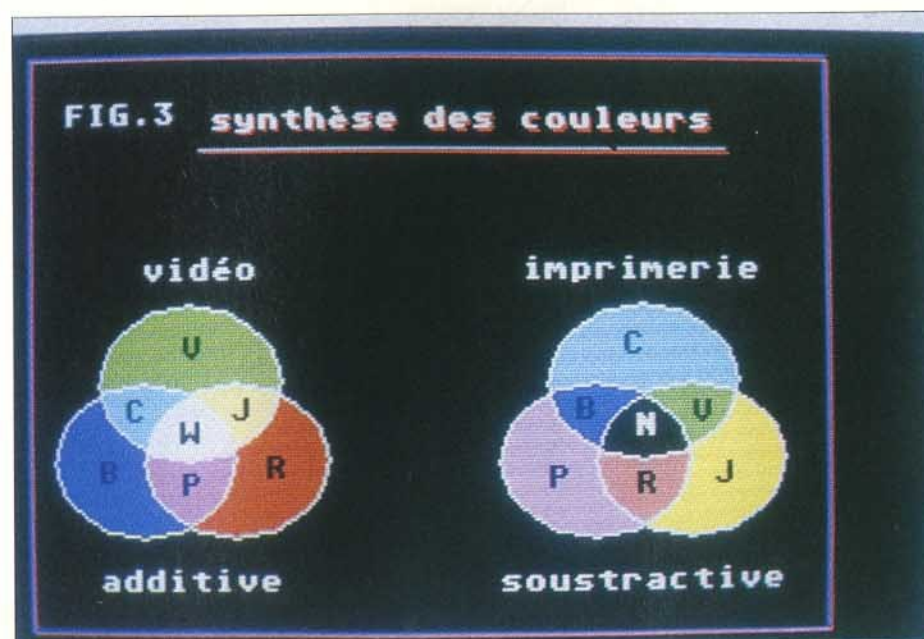 FIG.3 synthèse des couleurs
vidéo
V
C J
W
B P R
additive
imprimerie
C
B N V
P R J
soustractive